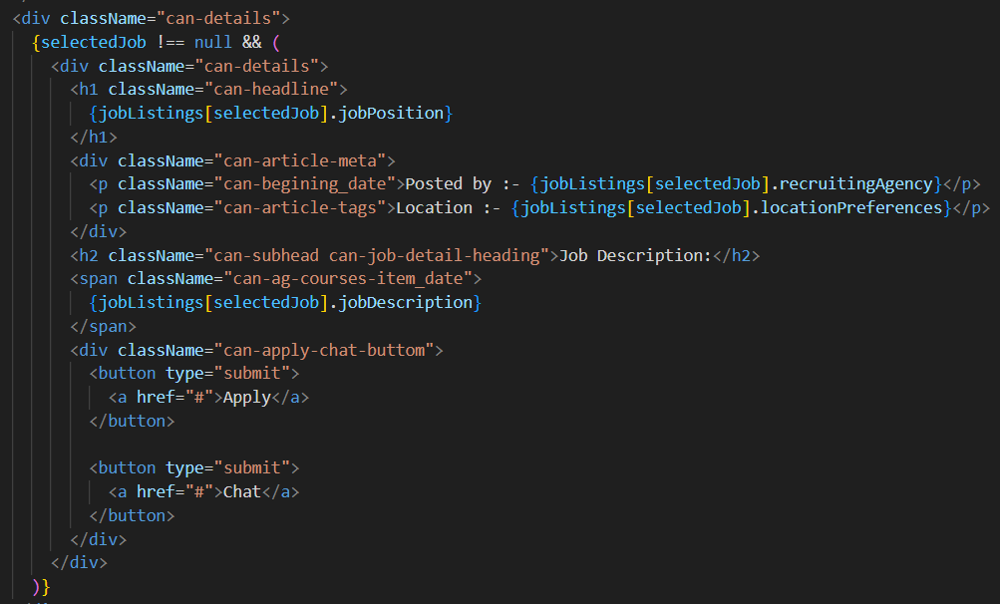 <div className="can-details">
{selectedJob !== null && (
<div className="can-details">
<h1 className="can-headline">
{jobListings[selectedJob].jobPosition}
</h1>
<div className="can-article-meta">
<p className="can-begining_date">Posted by :- {jobListings[selectedJob].recruitingAgency}</p>
<p className="can-article-tags">Location :- {jobListings[selectedJob].locationPreferences}</p>
</div>
<h2 className="can-subhead can-job-detail-heading">Job Description:</h2>
<span className="can-ag-courses-item_date">
{jobListings[selectedJob].jobDescription}
</span>
<div className="can-apply-chat-buttom">
<button type="submit">
<a href="#">Apply</a>
</button>
<button type="submit">
<a href="#">Chat</a>
</button>
</div>
</div>
)}